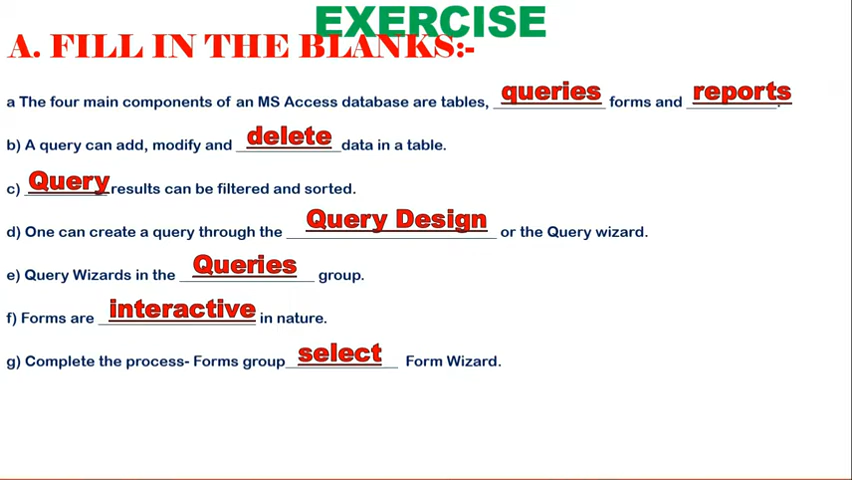 EXERCISE
A. FILL IN THE BLANKS:-
a The four main components of an MS Access database are tables, queries forms and reports.
b) A query can add, modify and delete data in a table.
c) Query results can be filtered and sorted.
d) One can create a query through the Query Design or the Query wizard.
e) Query Wizards in the Queries group.
f) Forms are interactive in nature.
g) Complete the process- Forms group select Form Wizard.